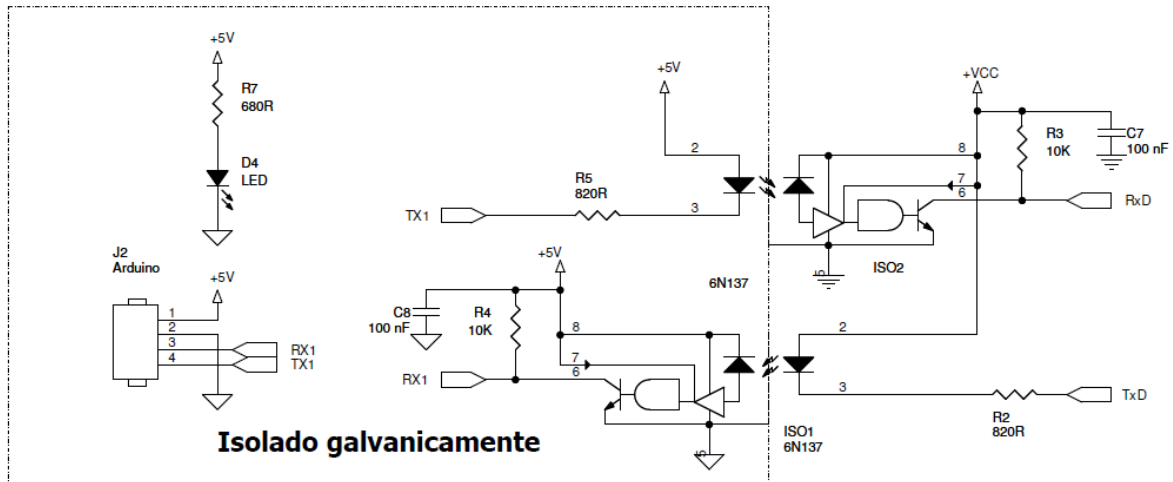 +5V
R7
680R
D4
LED
J2
Arduino
+5V
1
2
3
4
RX1
TX1
+5V
2
R5
820R
TX1
3
+5V
C8
100 nF
R4
10K
8
7
6
RX1
5
6N137
+VCC
8
7
6
R3
10K
C7
100 nF
RxD
5
ISO2
2
3
ISO1
6N137
R2
820R
TxD
Isolado galvanicamente